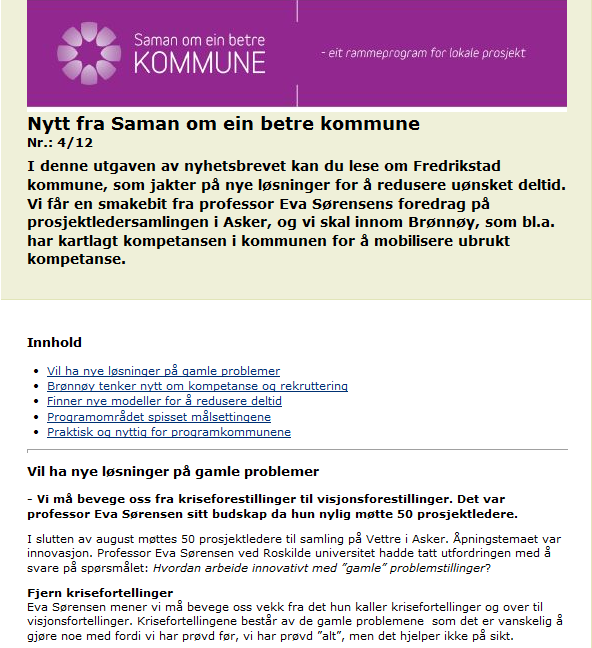 Saman om ein betre
KOMMUNE
- eit rammeprogram for lokale prosjekt
Nytt fra Saman om ein betre kommune
Nr.: 4/12
I denne utgaven av nyhetsbrevet kan du lese om Fredrikstad
kommune, som jakter på nye løsninger for å redusere uønsket deltid.
Vi får en smakebit fra professor Eva Sørensens foredrag på
prosjektledersamlingen i Asker, og vi skal innom Brønnøy, som bl.a.
har kartlagt kompetansen i kommunen for å mobilisere ubrukt
kompetanse.
Innhold
• Vil ha nye løsninger på gamle problemer
• Brønnøy tenker nytt om kompetanse og rekruttering
• Finner nye modeller for å redusere deltid
• Programområdet spisset målsettingene
• Praktisk og nyttig for programkommunene
Vil ha nye løsninger på gamle problemer
- Vi må bevege oss fra kriseforestillinger til visjonsforestillinger. Det var
professor Eva Sørensen sitt budskap da hun nylig møtte 50 prosjektledere.
I slutten av august møttes 50 prosjektledere til samling på Vettre i Asker. Åpningstemaet var
innovasjon. Professor Eva Sørensen ved Roskilde universitet hadde tatt utfordringen med å
svare på spørsmålet: Hvordan arbeide innovativt med ”gamle” problemstillinger?
Fjern krisefortellinger
Eva Sørensen mener vi må bevege oss vekk fra det hun kaller krisefortellinger og over til
visjonsfortellinger. Krisefortellingene består av de gamle problemene  som det er vanskelig å
gjøre noe med fordi vi har prøvd før, vi har prøvd ”alt”, men det hjelper ikke på sikt.